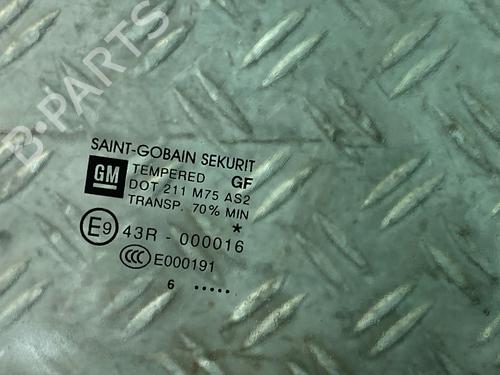 B-PARTS
SAINT-GOBAIN SEKURIT
GM TEMPERED GF
DOT 211 M75 AS2
TRANSP. 70% MIN
*
E9 43R - 000016
CCC E000191
6 .....